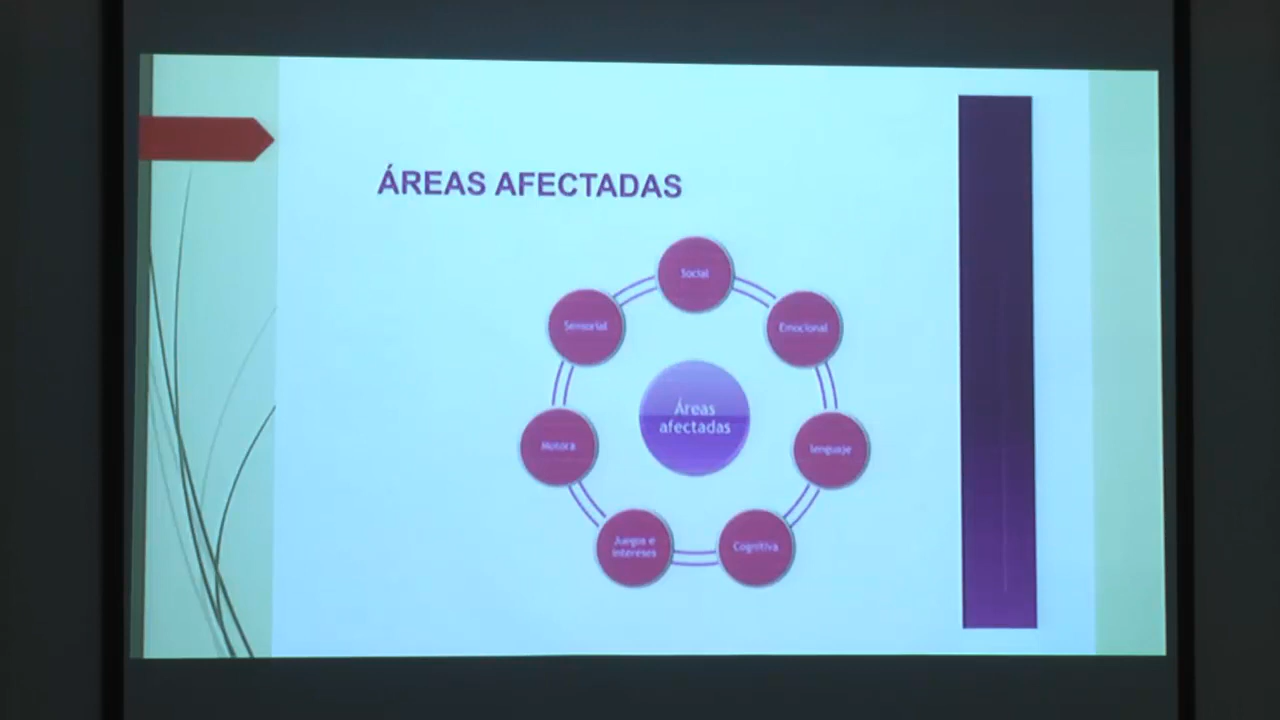 ÁREAS AFECTADAS
Social
Emocional
lenguaje
Cognitiva
Juegos e
intereses
Motora
Sensorial
Áreas
afectadas